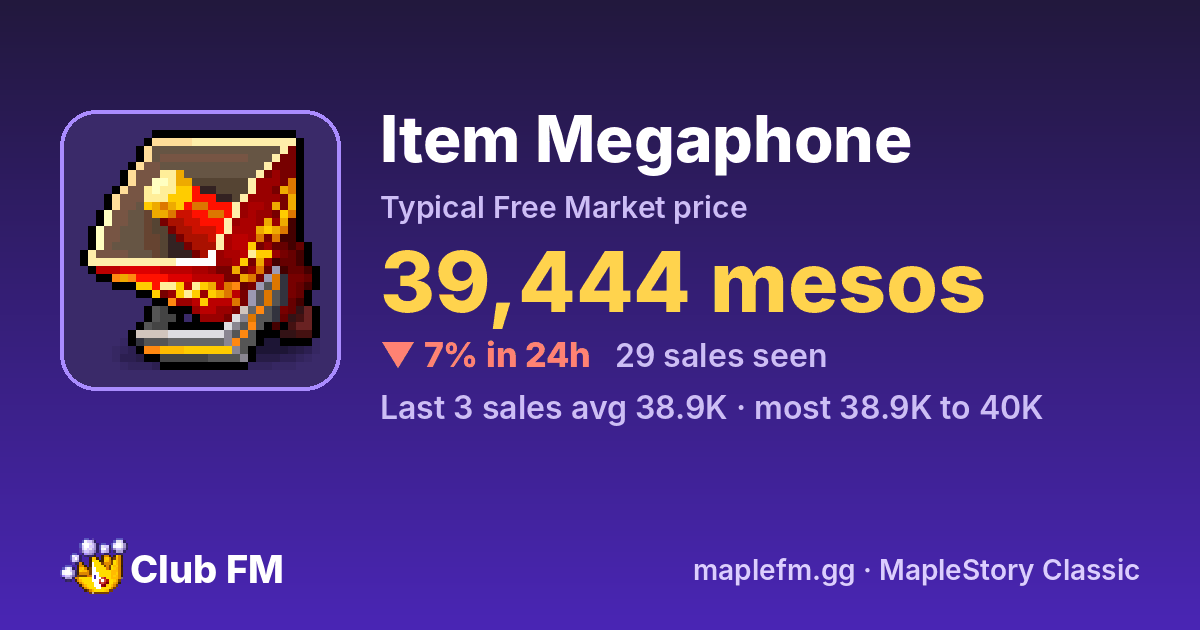 Item Megaphone
Typical Free Market price
39,444 mesos
▼ 7% in 24h 29 sales seen
Last 3 sales avg 38.9K · most 38.9K to 40K
Club FM
maplefm.gg · MapleStory Classic